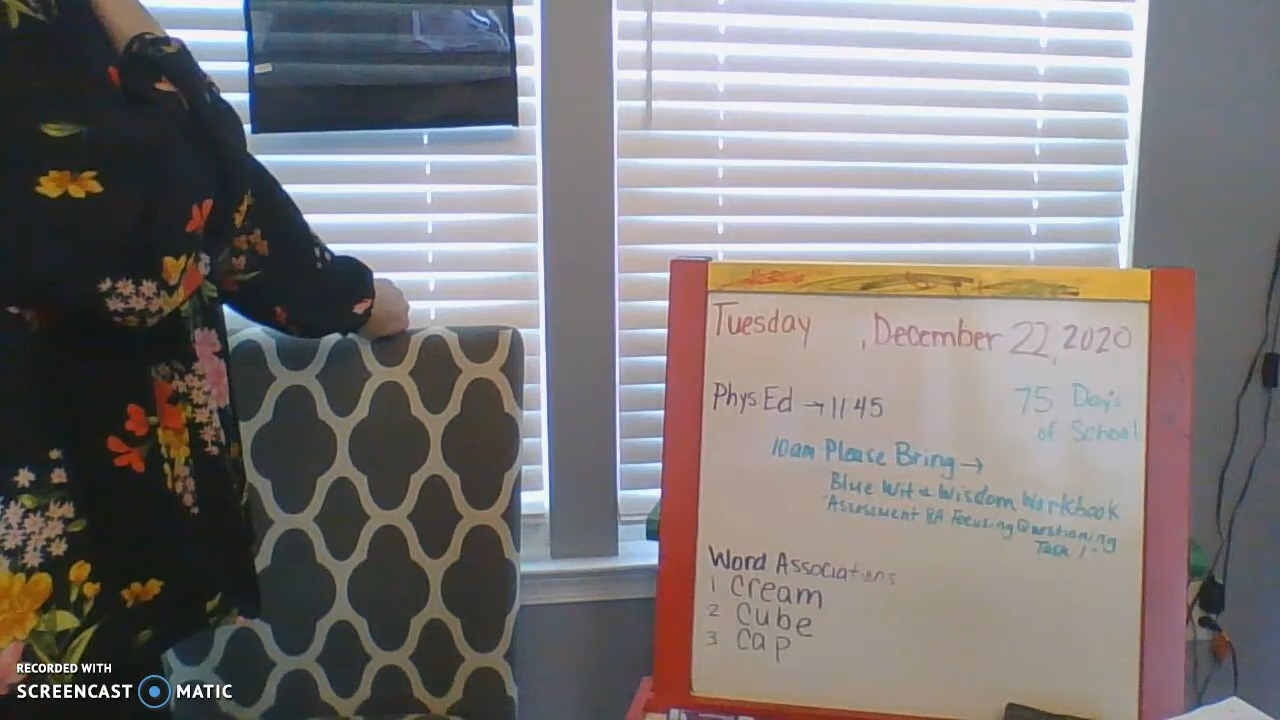 Tuesday , December 22, 2020
Phys Ed → 11 45
75 Days
of School
10am Please Bring →
Blue Wit & Wisdom Workbook
Assessment 8A Focusing Questioning
Task 1
Word Associations
1 Cream
2 Cube
3 Cap
RECORDED WITH
SCREENCAST MATIC